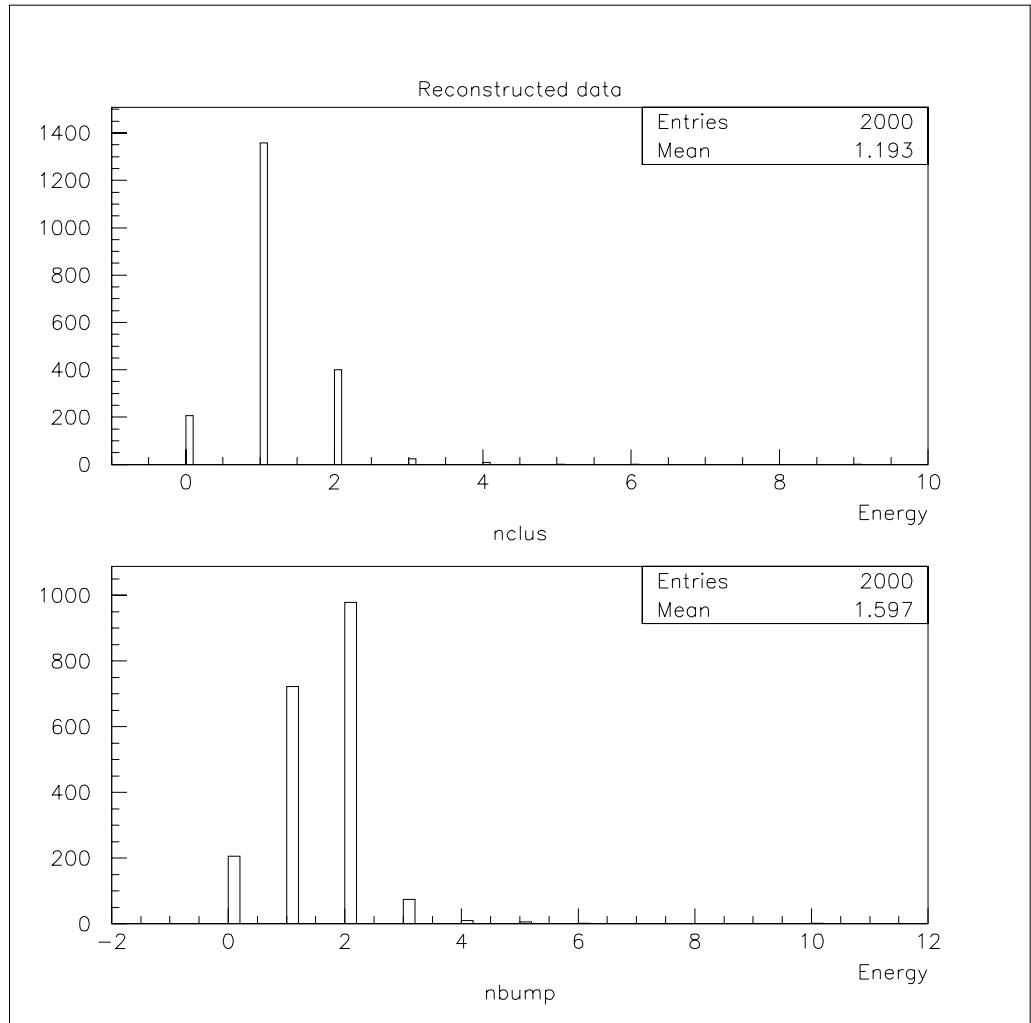 Reconstructed data
Entries 2000
Mean 1.193
1400
1200
1000
800
600
400
200
0
0 2 4 6 8 10
Energy
nclus
Entries 2000
Mean 1.597
1000
800
600
400
200
0
−2 0 2 4 6 8 10 12
Energy
nbump